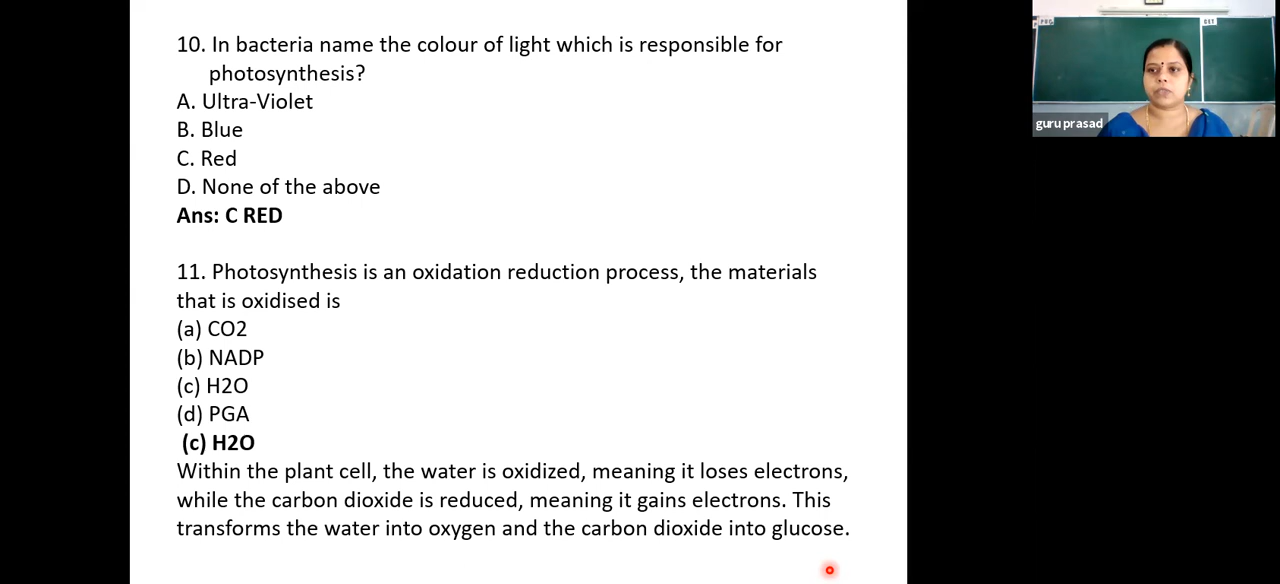 10. In bacteria name the colour of light which is responsible for
photosynthesis?
A. Ultra-Violet
B. Blue
C. Red
D. None of the above
Ans: C RED
11. Photosynthesis is an oxidation reduction process, the materials
that is oxidised is
(a) CO2
(b) NADP
(c) H2O
(d) PGA
(c) H2O
Within the plant cell, the water is oxidized, meaning it loses electrons,
while the carbon dioxide is reduced, meaning it gains electrons. This
transforms the water into oxygen and the carbon dioxide into glucose.
guru prasad